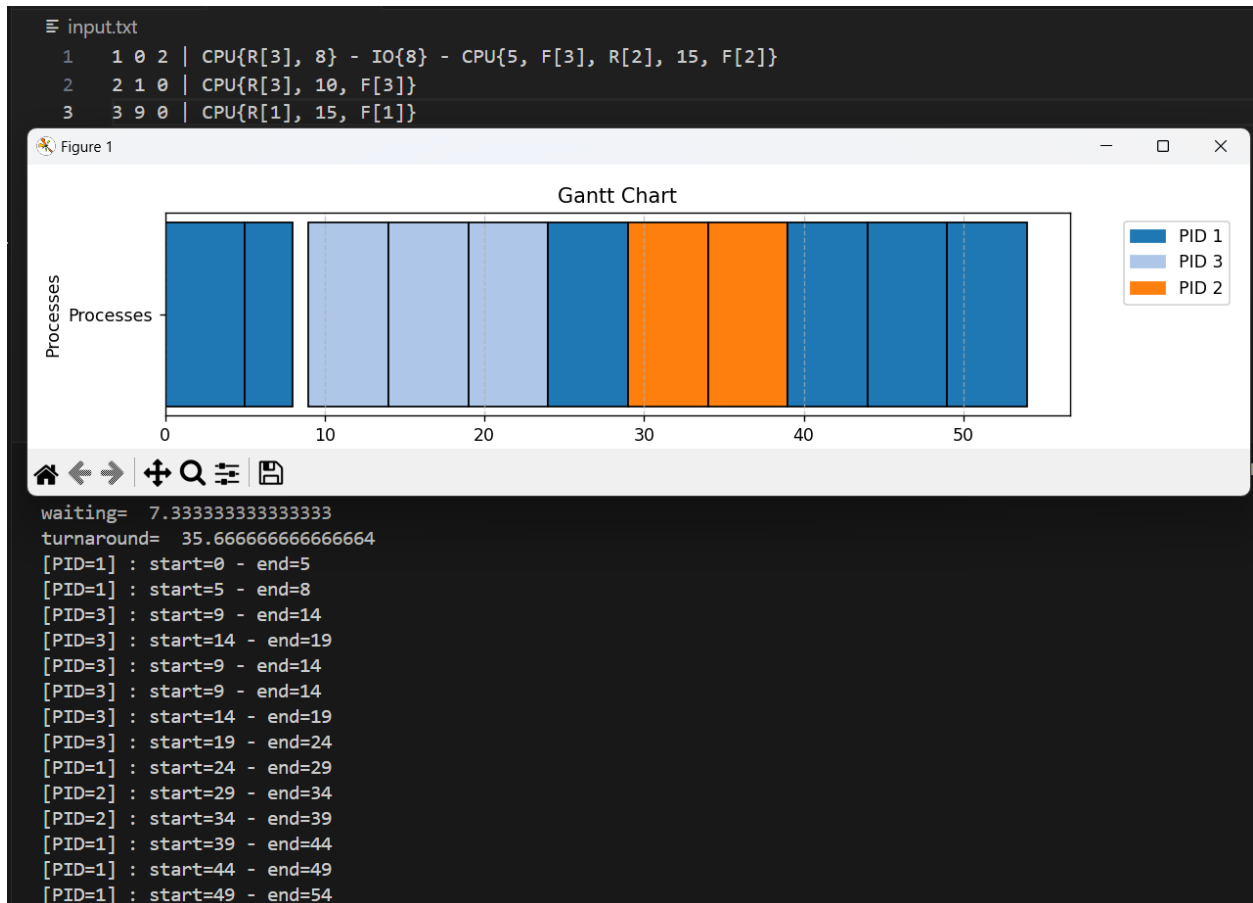 input.txt
1 1 0 2 | CPU{R[3], 8} - IO{8} - CPU{5, F[3], R[2], 15, F[2]}
2 2 1 0 | CPU{R[3], 10, F[3]}
3 3 9 0 | CPU{R[1], 15, F[1]}
Figure 1
Gantt Chart
Processes
Processes
PID 1
PID 3
PID 2
0 10 20 30 40 50
waiting=  7.333333333333333
turnaround=  35.666666666666664
[PID=1] : start=0 - end=5
[PID=1] : start=5 - end=8
[PID=3] : start=9 - end=14
[PID=3] : start=14 - end=19
[PID=3] : start=9 - end=14
[PID=3] : start=9 - end=14
[PID=3] : start=14 - end=19
[PID=3] : start=19 - end=24
[PID=1] : start=24 - end=29
[PID=2] : start=29 - end=34
[PID=2] : start=34 - end=39
[PID=1] : start=39 - end=44
[PID=1] : start=44 - end=49
[PID=1] : start=49 - end=54